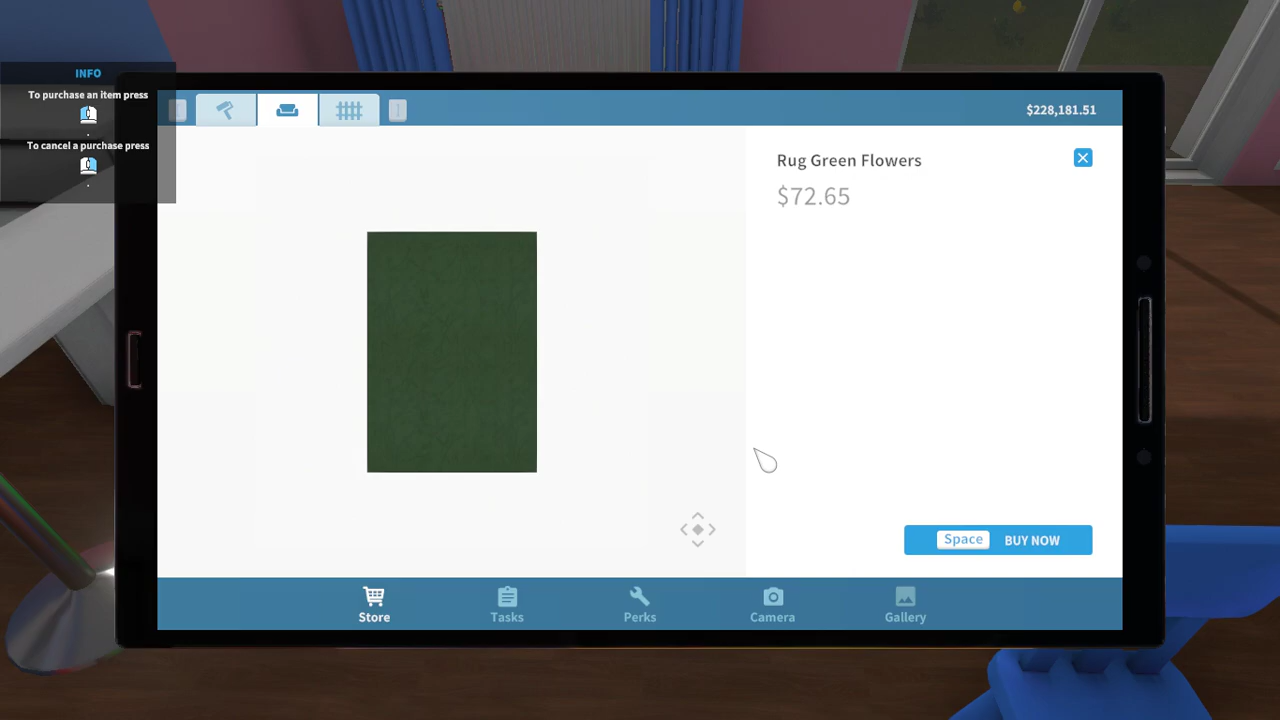 INFO
To purchase an item press
.
To cancel a purchase press
.
$228,181.51
Rug Green Flowers
$72.65
Space BUY NOW
Store
Tasks
Perks
Camera
Gallery